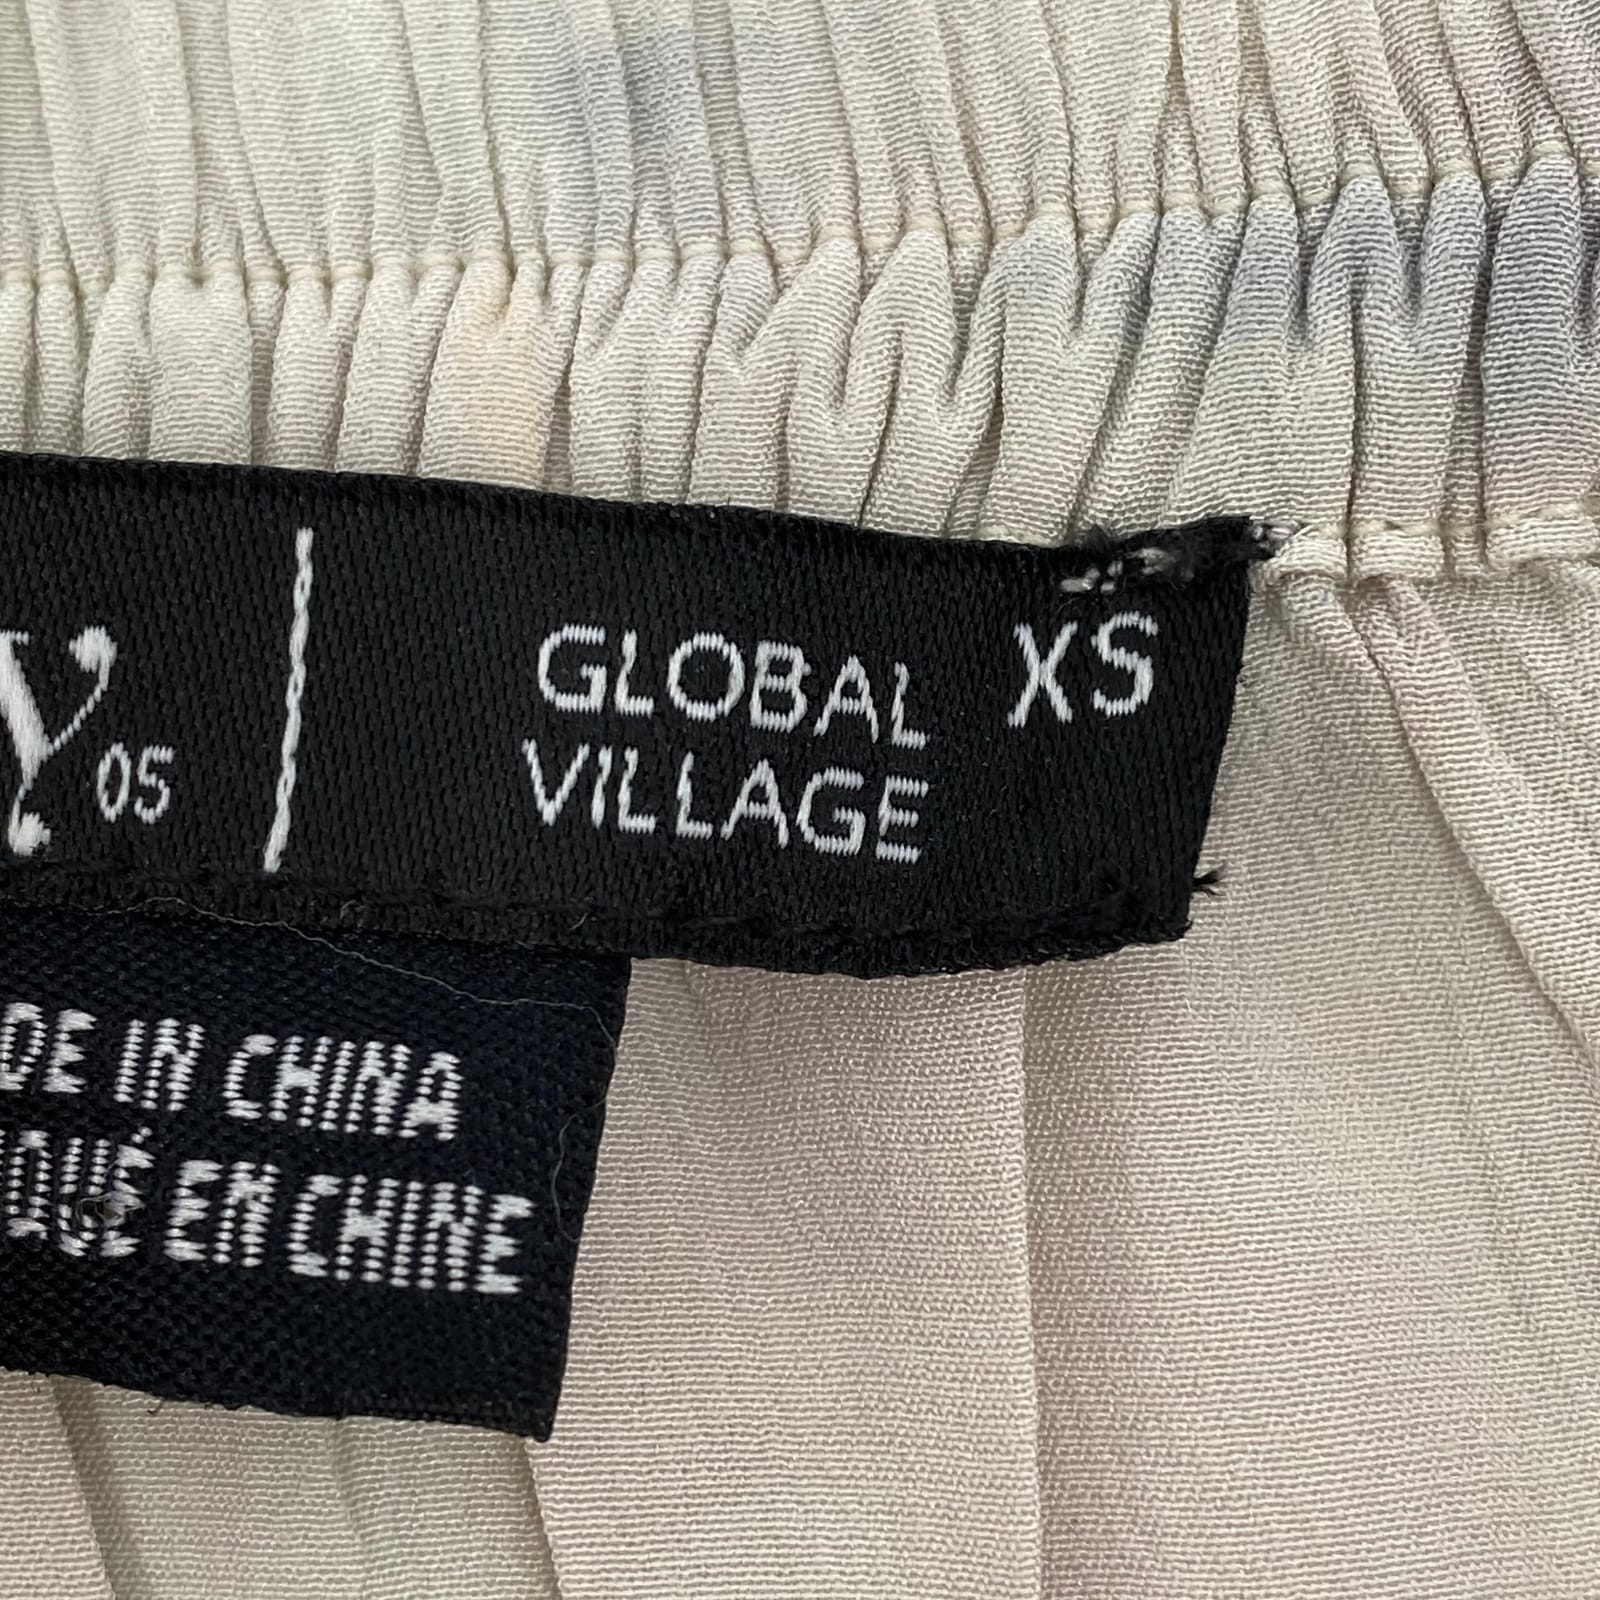 Y 05 GLOBAL XS
VILLAGE
DE IN CHINA
QUÉ EN CHINE